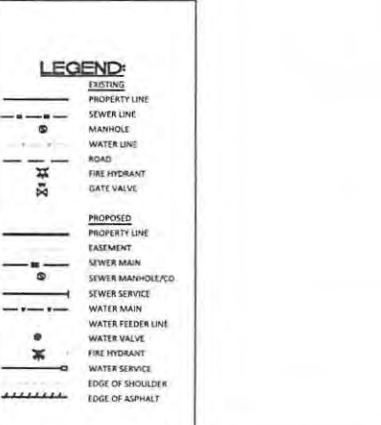 LEGEND:
EXISTING
PROPERTY LINE
SEWER LINE
MANHOLE
WATER LINE
ROAD
FIRE HYDRANT
GATE VALVE
PROPOSED
PROPERTY LINE
EASEMENT
SEWER MAIN
SEWER MANHOLE/CO
SEWER SERVICE
WATER MAIN
WATER FEEDER LINE
WATER VALVE
FIRE HYDRANT
WATER SERVICE
EDGE OF SHOULDER
EDGE OF ASPHALT